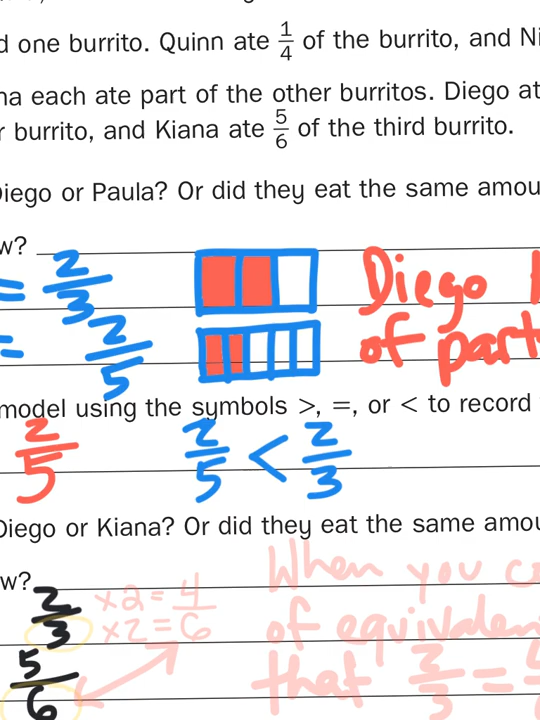 d one burrito. Quinn ate 1/4 of the burrito, and Ni
na each ate part of the other burritos. Diego at
r burrito, and Kiana ate 5/6 of the third burrito.
Diego or Paula? Or did they eat the same amou
w?
= 2/3 Diego
= 2/5 of part
model using the symbols >, =, or < to record
2/5 2/5 < 2/3
Diego or Kiana? Or did they eat the same amou
w?
2/3 ×2 = 4 ×2 = 6 When you co
of equivalen
5/6 that 2/3 = 4